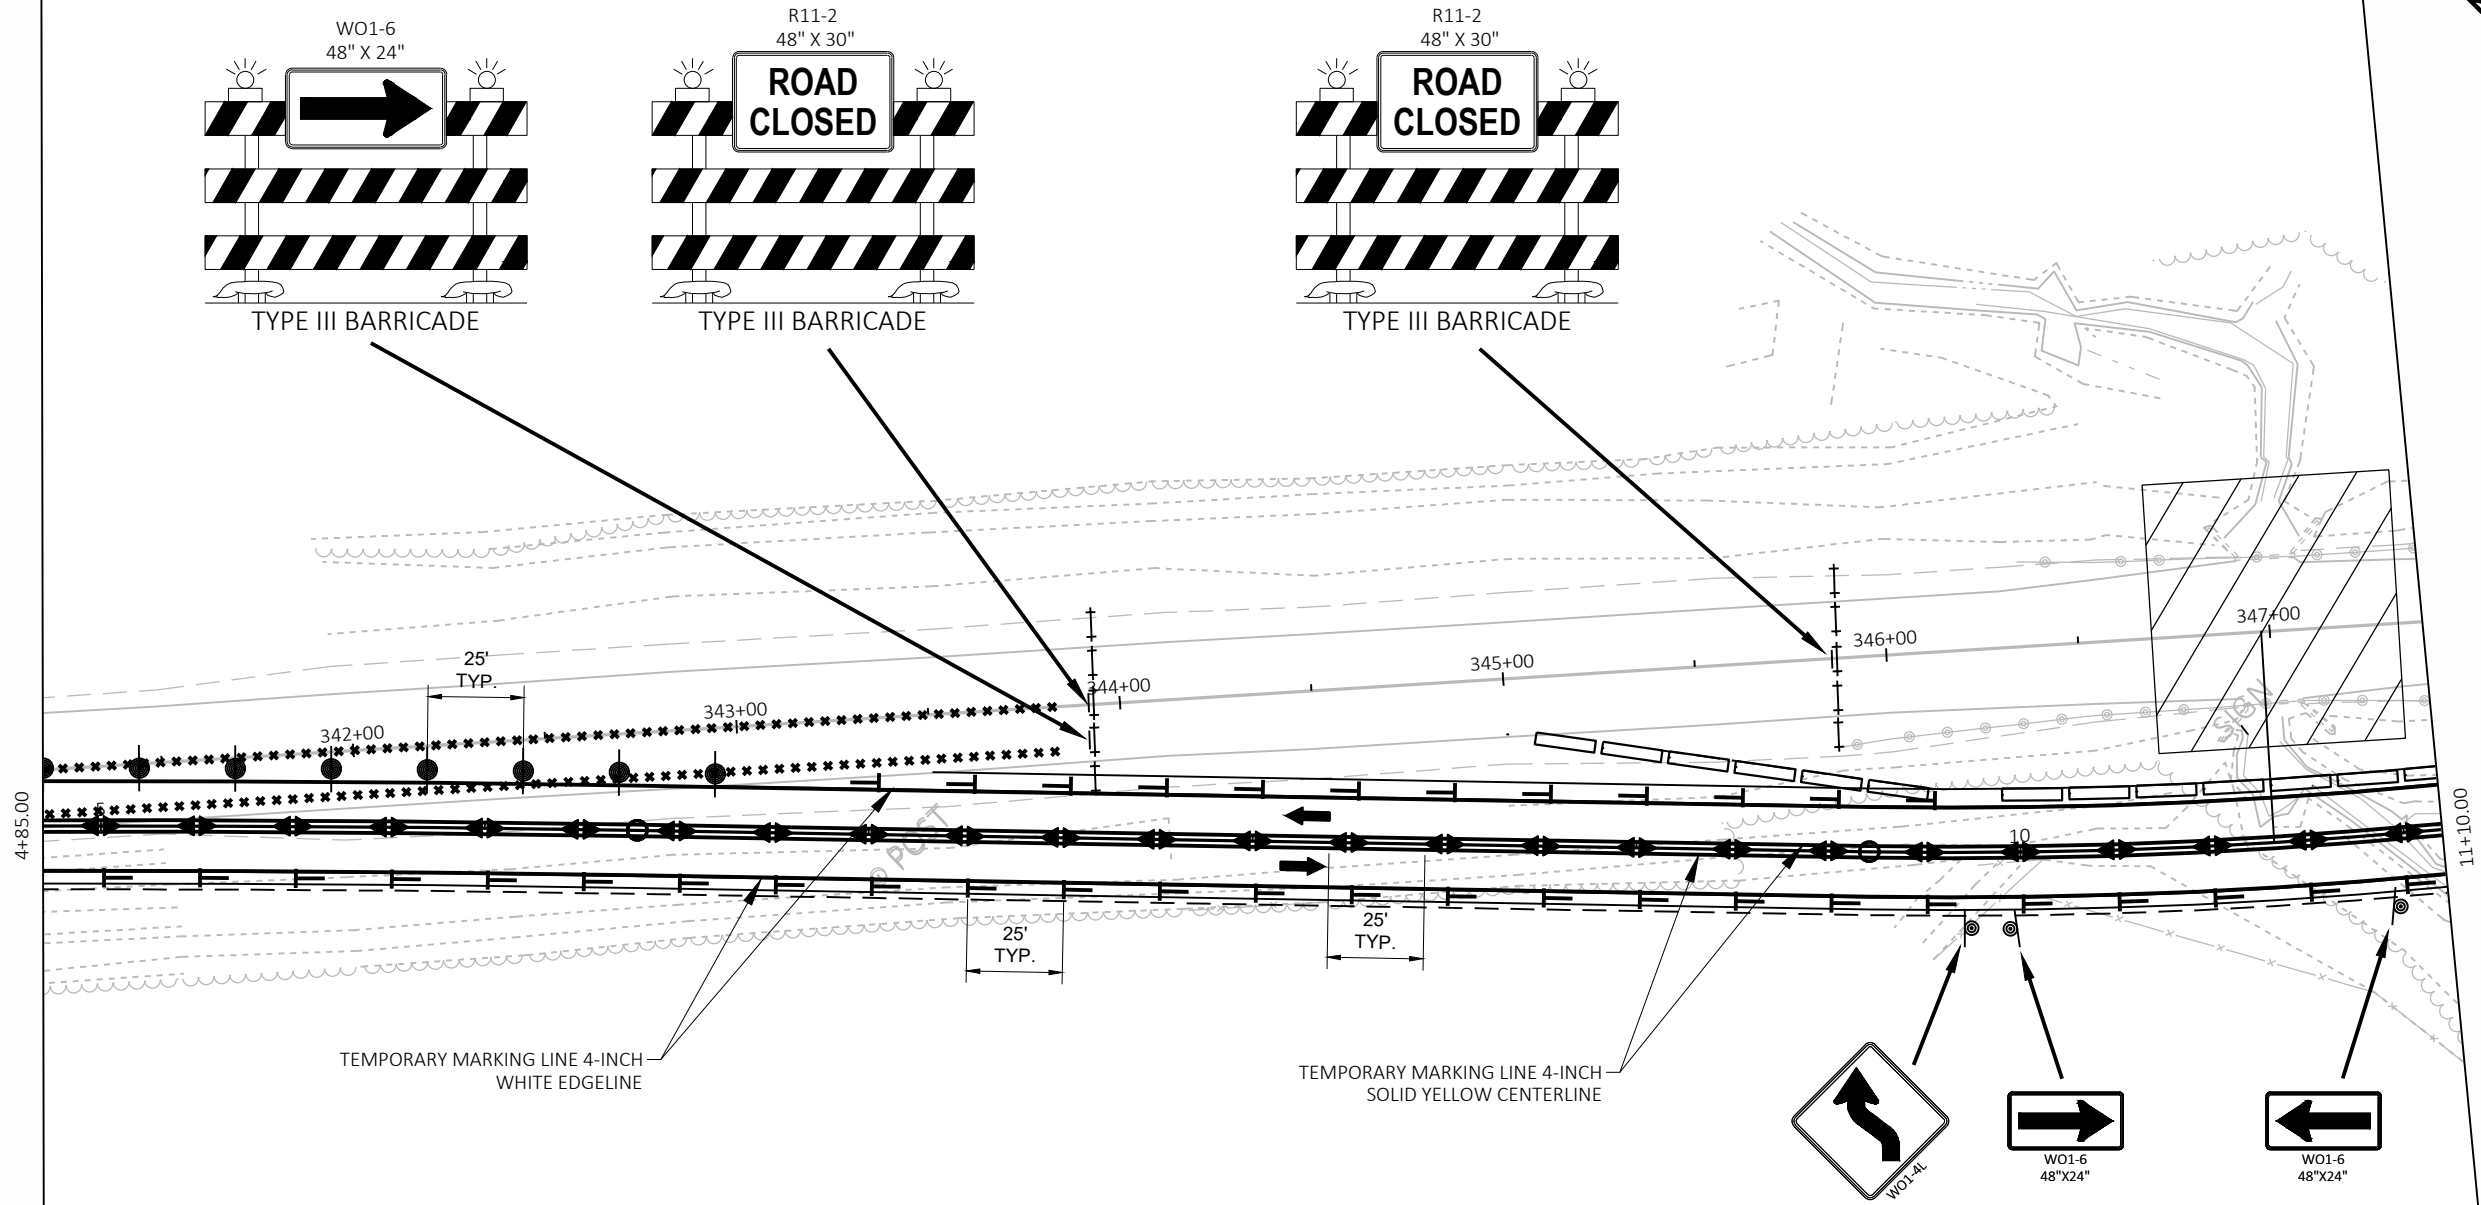 WO1-6
48" X 24"
R11-2
48" X 30"
ROAD
CLOSED
R11-2
48" X 30"
ROAD
CLOSED
TYPE III BARRICADE
TYPE III BARRICADE
TYPE III BARRICADE
25'
TYP.
342+00
343+00
344+00
345+00
346+00
347+00
SIGN
4+85.00
5
POST
10
11+10.00
25'
TYP.
25'
TYP.
TEMPORARY MARKING LINE 4-INCH
WHITE EDGELINE
TEMPORARY MARKING LINE 4-INCH
SOLID YELLOW CENTERLINE
WO1-4L
WO1-6
48"X24"
WO1-6
48"X24"